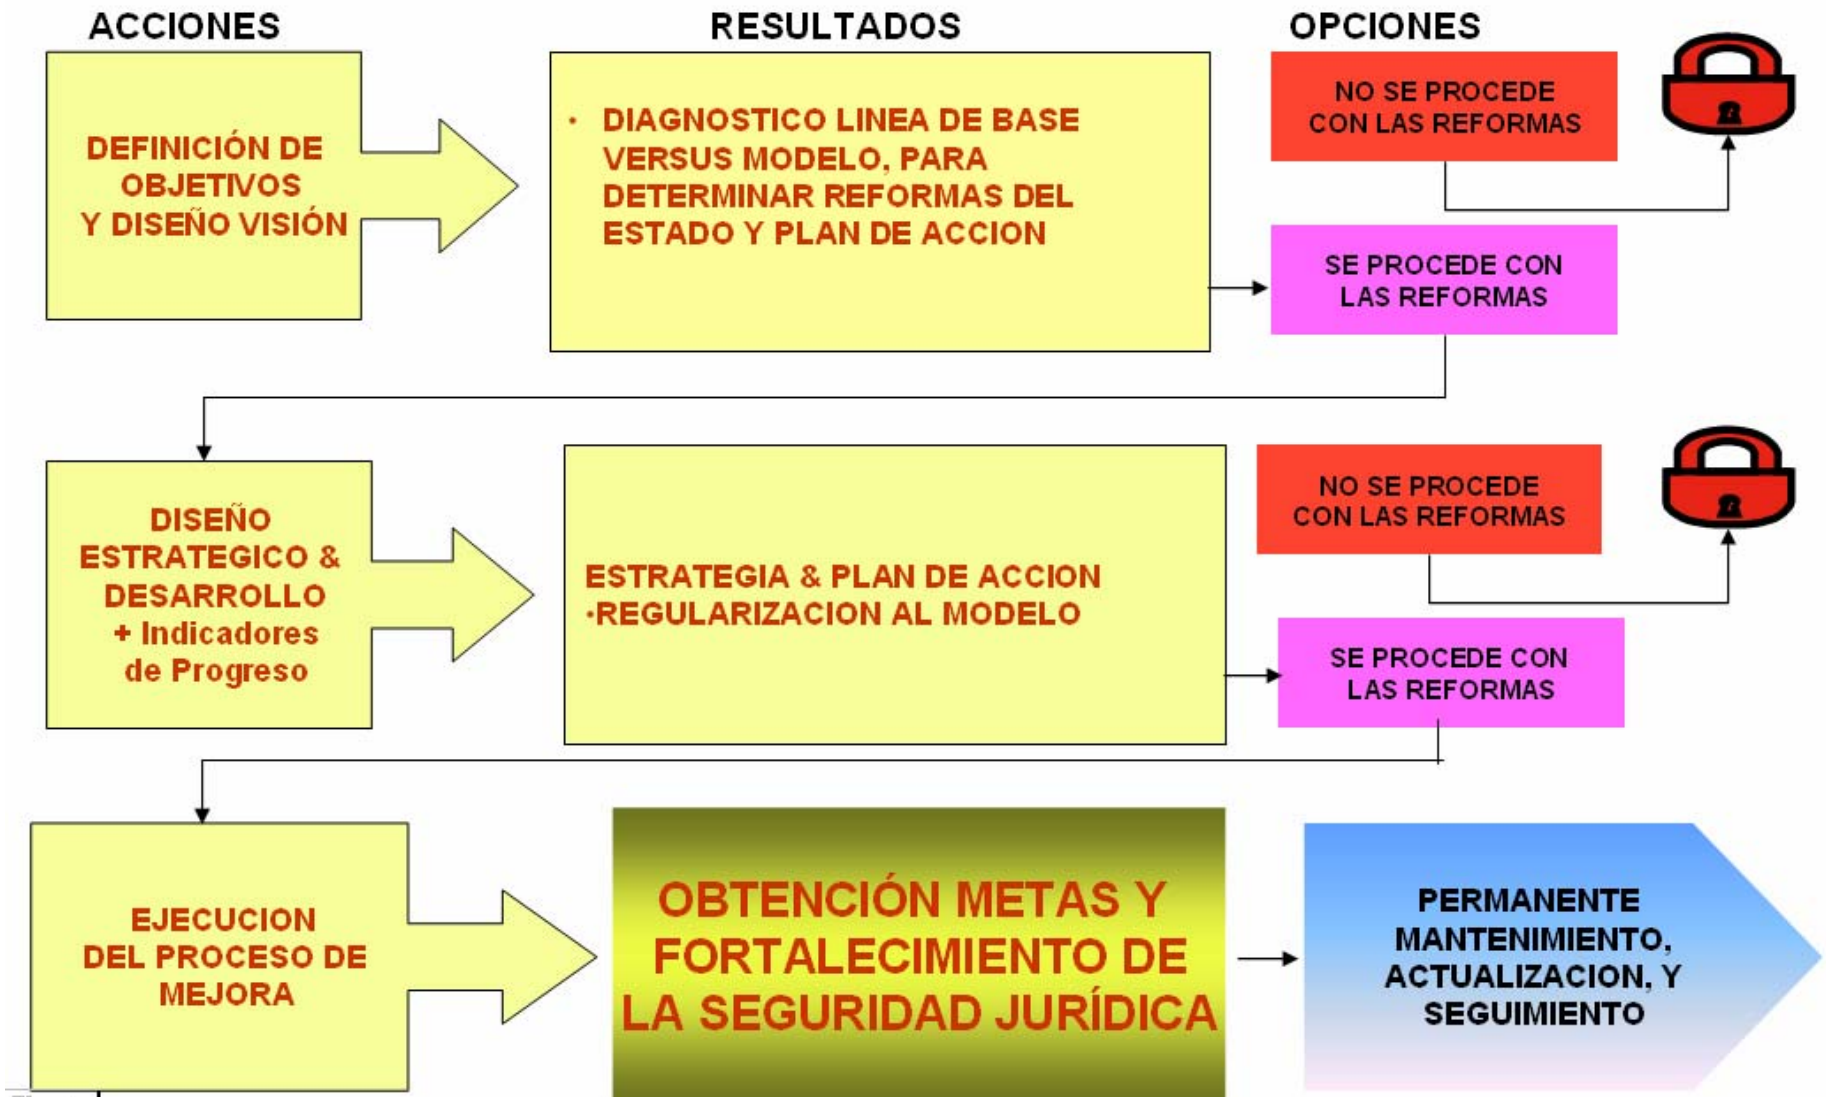 ACCIONES
RESULTADOS
OPCIONES
DEFINICIÓN DE
OBJETIVOS
Y DISEÑO VISIÓN
• DIAGNOSTICO LINEA DE BASE
VERSUS MODELO, PARA
DETERMINAR REFORMAS DEL
ESTADO Y PLAN DE ACCION
NO SE PROCEDE
CON LAS REFORMAS
SE PROCEDE CON
LAS REFORMAS
DISEÑO
ESTRATEGICO &
DESARROLLO
+ Indicadores
de Progreso
ESTRATEGIA & PLAN DE ACCION
•REGULARIZACION AL MODELO
NO SE PROCEDE
CON LAS REFORMAS
SE PROCEDE CON
LAS REFORMAS
EJECUCION
DEL PROCESO DE
MEJORA
OBTENCIÓN METAS Y
FORTALECIMIENTO DE
LA SEGURIDAD JURÍDICA
PERMANENTE
MANTENIMIENTO,
ACTUALIZACION, Y
SEGUIMIENTO